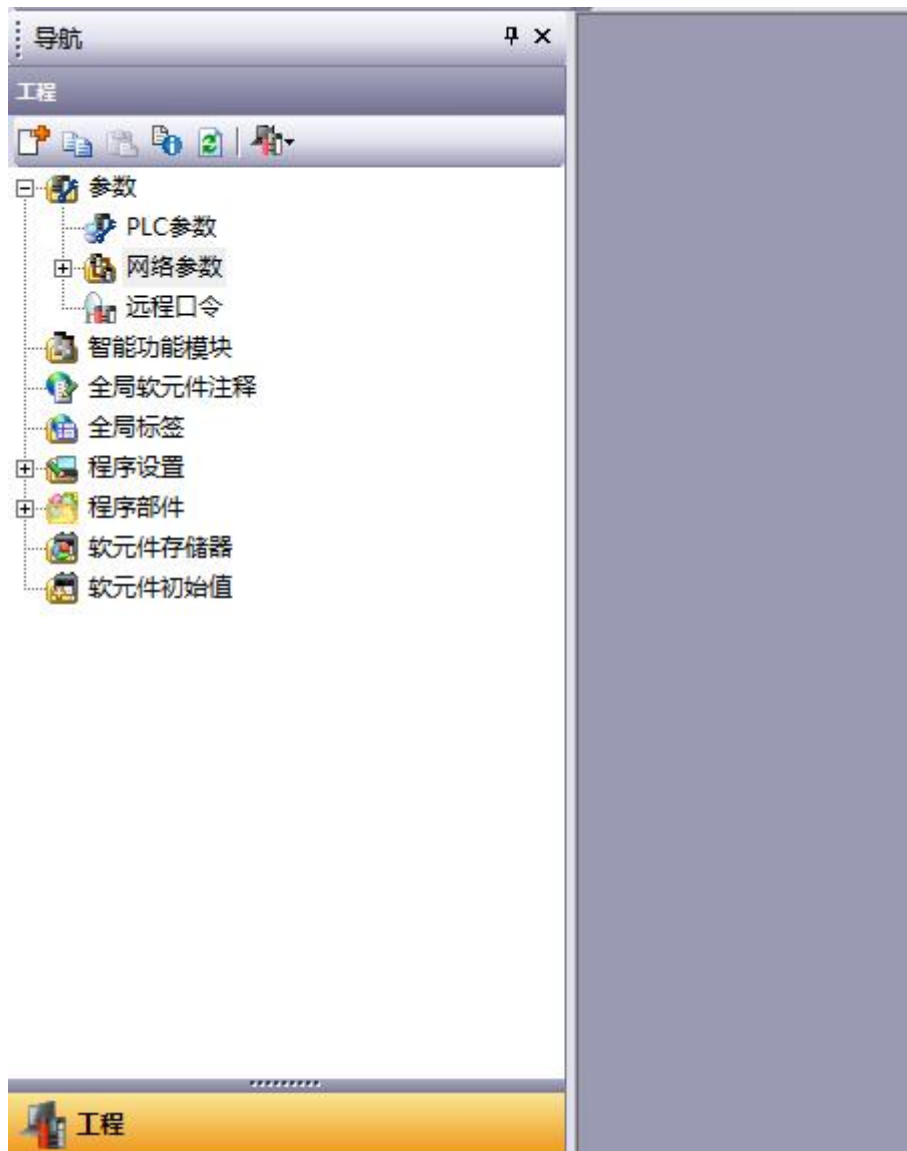 导航
工程
参数
PLC参数
网络参数
远程口令
智能功能模块
全局软元件注释
全局标签
程序设置
程序部件
软元件存储器
软元件初始值
工程